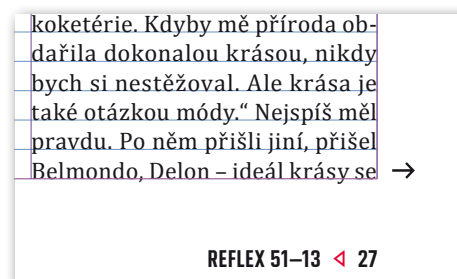 koketérie. Kdyby mě příroda ob-
dařila dokonalou krásou, nikdy
bych si nestěžoval. Ale krása je
také otázkou módy.“ Nejspíš měl
pravdu. Po něm přišli jiní, přišel
Belmondo, Delon – ideál krásy se →
REFLEX 51–13 ◁ 27